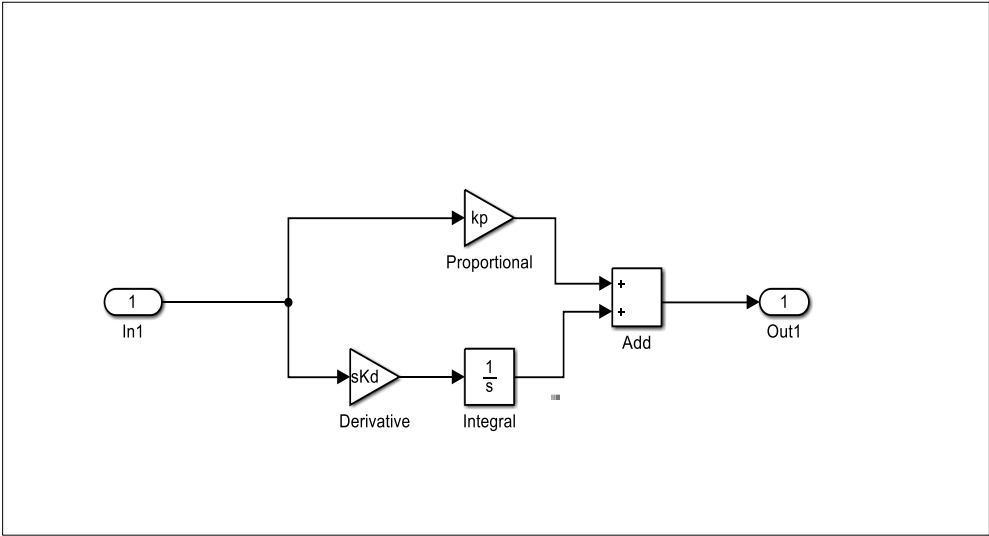 kp
Proportional
+
1
1
+
In1
Out1
Add
sKd
1
s
Derivative
Integral